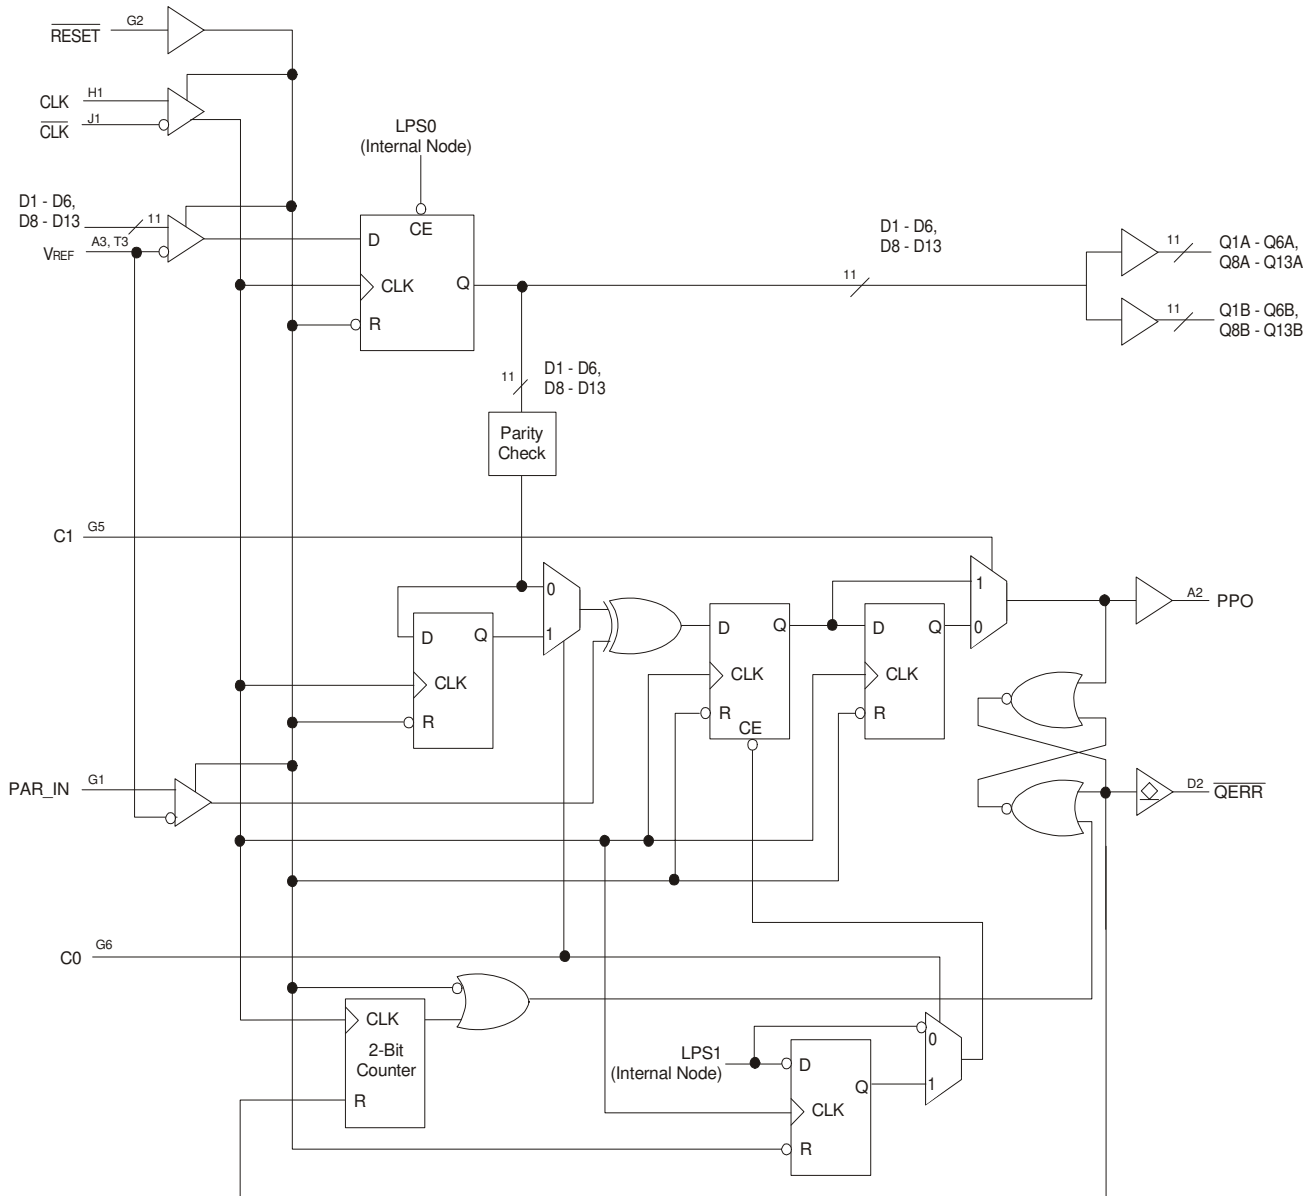 G2
RESET
H1
CLK
J1
CLK
LPS0
(Internal Node)
D1 - D6,
D8 - D13
11
A3, T3
VREF
CE
D
CLK
Q
R
D1 - D6,
D8 - D13
11
11
Q1A - Q6A,
Q8A - Q13A
11
Q1B - Q6B,
Q8B - Q13B
11
D1 - D6,
D8 - D13
Parity
Check
C1
G5
0
1
D
Q
CLK
R
D
Q
CLK
R
CE
D
Q
CLK
R
1
0
A2
PPO
PAR_IN
G1
D2
QERR
C0
G6
CLK
2-Bit
Counter
R
LPS1
(Internal Node)
D
Q
CLK
R
0
1